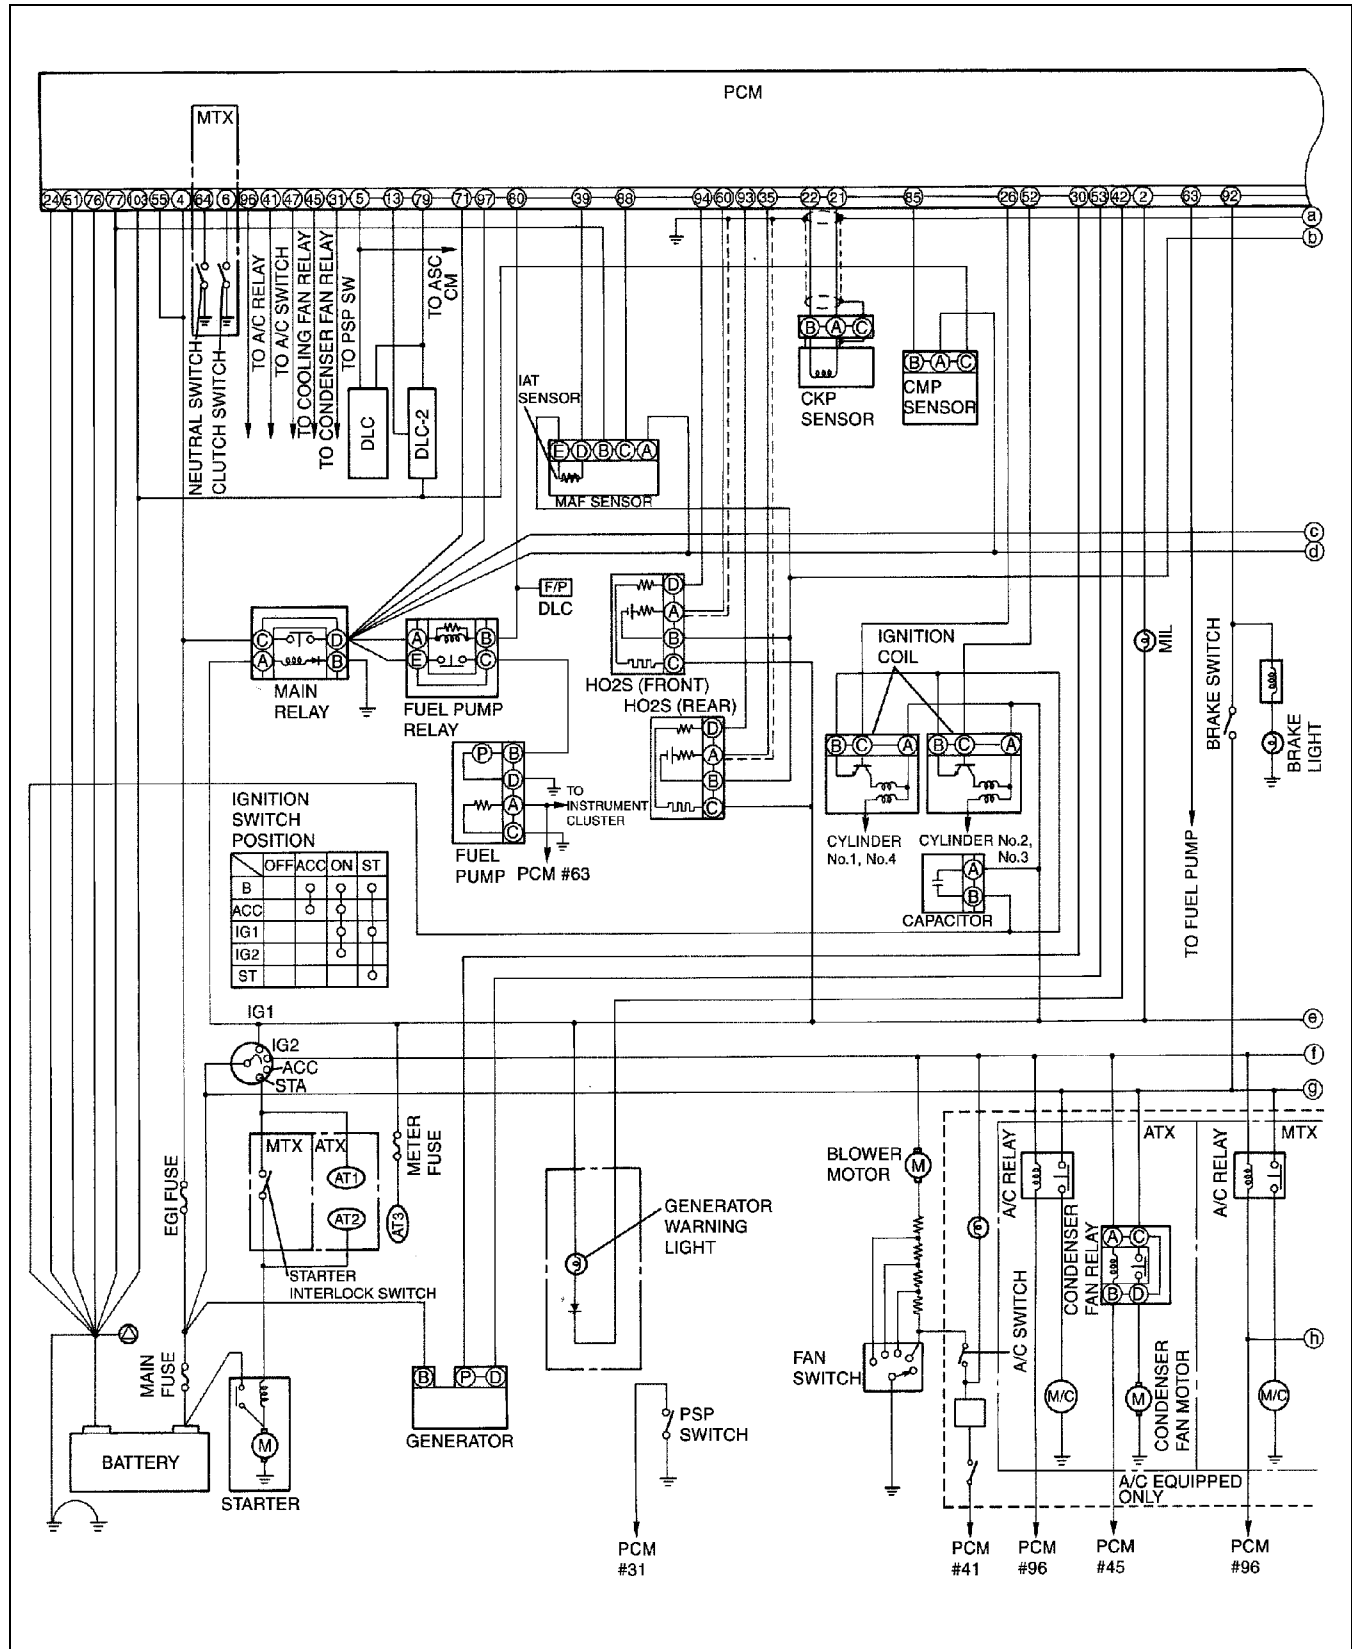 PCM
MTX
24 51 76 77 103 55 4 64 6 96 41 47 45 31 5 13 79 71 97 80 39 88 94 60 93 35 22 21 85 26 52 30 53 42 2 63 92
a
b
NEUTRAL SWITCH
CLUTCH SWITCH
TO A/C RELAY
TO A/C SWITCH
TO COOLING FAN RELAY
TO CONDENSER FAN RELAY
TO PSP SW
TO ASC
CM
DLC
DLC-2
IAT
SENSOR
E D B C A
MAF SENSOR
B A C
CKP
SENSOR
B A C
CMP
SENSOR
c
d
F/P
DLC
C D
A B
MAIN
RELAY
A B
E C
FUEL PUMP
RELAY
D
A
B
C
HO2S (FRONT)
HO2S (REAR)
D
A
B
C
P B
D
A
C
FUEL
PUMP
TO
INSTRUMENT
CLUSTER
PCM #63
IGNITION
COIL
B C A
B C A
CYLINDER
No.1, No.4
CYLINDER No.2,
No.3
A
B
CAPACITOR
MIL
TO FUEL PUMP
BRAKE SWITCH
BRAKE
LIGHT
IGNITION
SWITCH
POSITION
OFF ACC ON ST
B
ACC
IG1
IG2
ST
IG1
IG2
ACC
STA
e
f
g
MTX ATX
AT1
AT2
METER
FUSE
AT3
STARTER
INTERLOCK SWITCH
EGI FUSE
MAIN
FUSE
BATTERY
M
STARTER
B P D
GENERATOR
GENERATOR
WARNING
LIGHT
PSP
SWITCH
PCM
#31
BLOWER
MOTOR
M
FAN
SWITCH
A/C SWITCH
ATX
MTX
A/C RELAY
CONDENSER
FAN RELAY
A C
B D
A/C RELAY
h
M/C
M
CONDENSER
FAN MOTOR
M/C
A/C EQUIPPED
ONLY
PCM
#41
PCM
#96
PCM
#45
PCM
#96